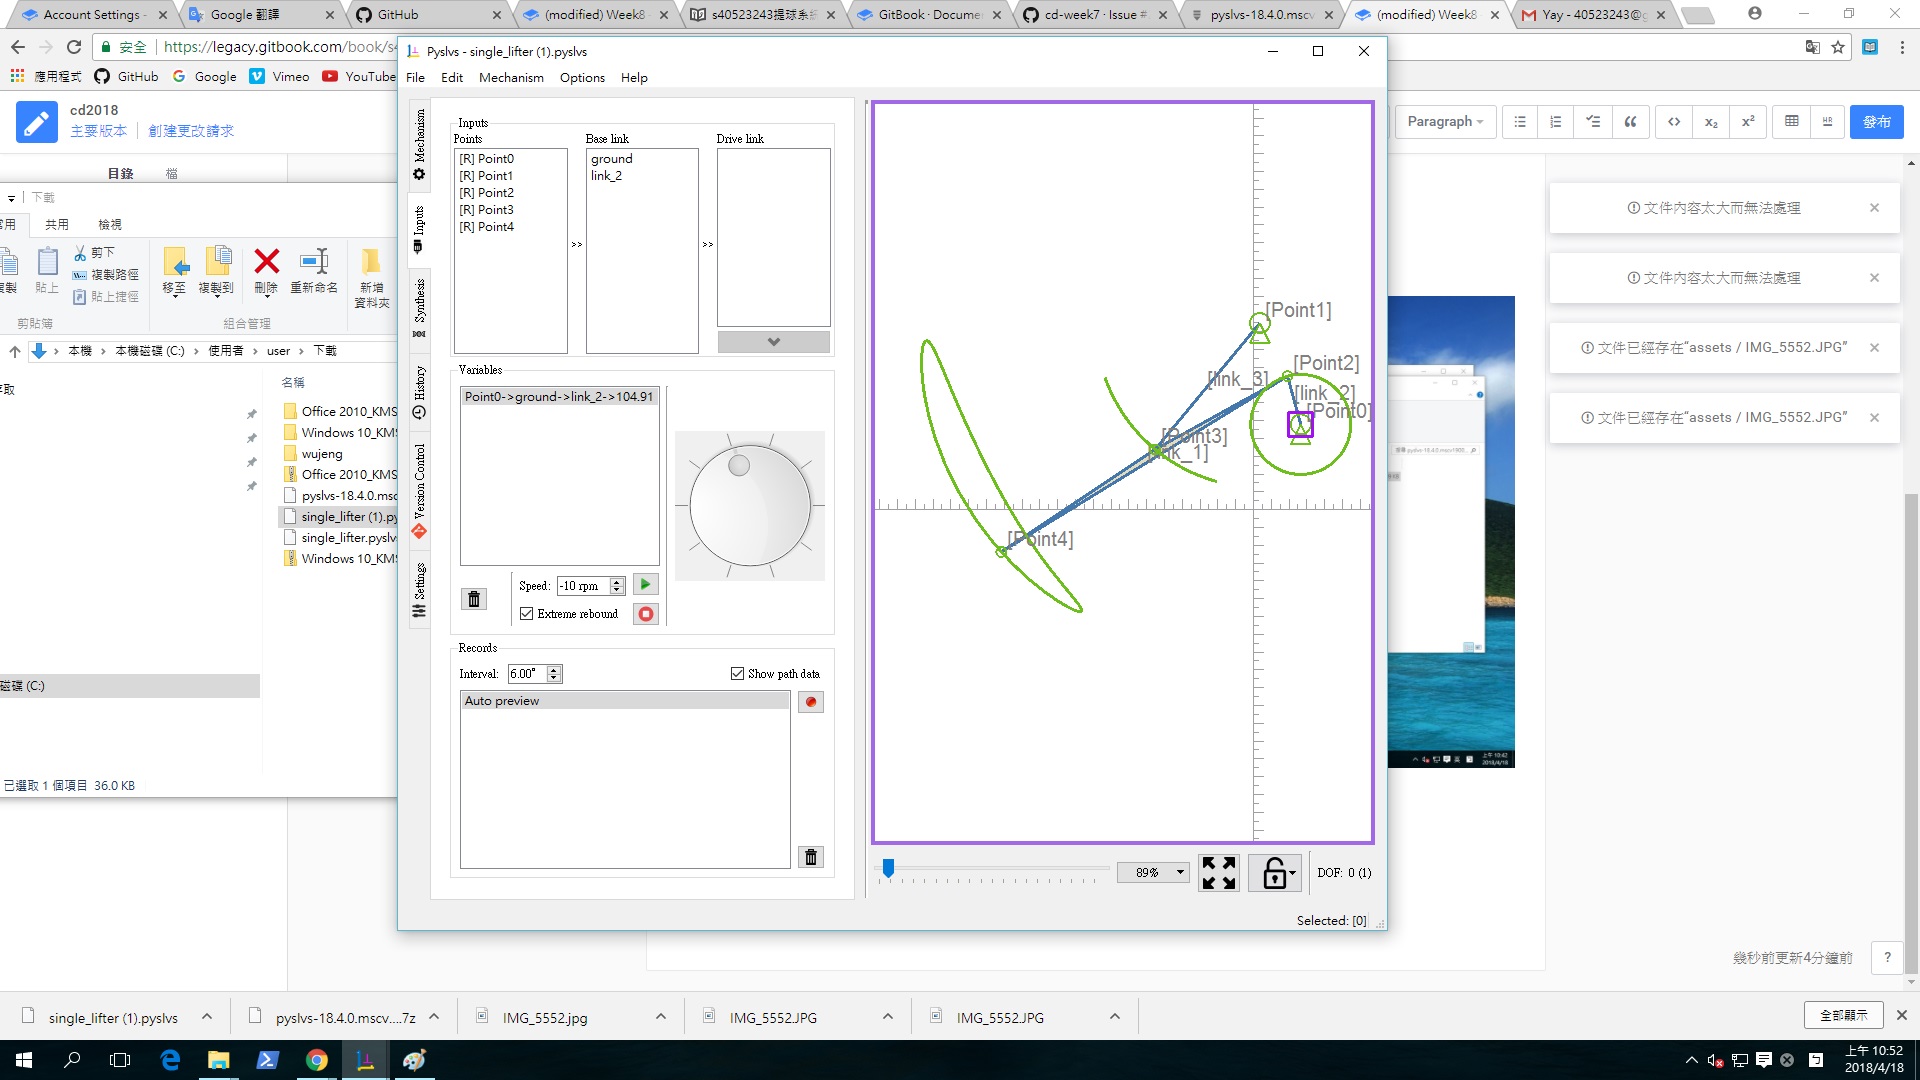 Account Settings -
Google 翻譯
GitHub
(modified) Week8
s40523243提球系統
GitBook · Documen
cd-week7 · Issue #
pyslvs-18.4.0.mscv
(modified) Week8
Yay - 40523243@g
安全
https://legacy.gitbook.com/book/s4
應用程式
GitHub
Google
Vimeo
YouTube
cd2018
主要版本
創建更改請求
Paragraph
發布
目錄
檔
下載
常用
共用
檢視
複製
貼上
剪下
複製路徑
貼上捷徑
移至
複製到
刪除
重新命名
新增
資料夾
剪貼簿
組合管理
本機
本機磁碟 (C:)
使用者
user
下載
名稱
存取
Office 2010_KMS
Windows 10_KMS
wujeng
Office 2010_KMS
pyslvs-18.4.0.msc
single_lifter (1).py
single_lifter.pyslv
Windows 10_KMS
磁碟 (C:)
已選取 1 個項目 36.0 KB
Pyslvs - single_lifter (1).pyslvs
File
Edit
Mechanism
Options
Help
Mechanism
Inputs
Synthesis
History
Version Control
Settings
Inputs
Points
Base link
Drive link
[R] Point0
[R] Point1
[R] Point2
[R] Point3
[R] Point4
ground
link_2
>>
>>
Variables
Point0->ground->link_2->104.91
Speed:
-10 rpm
Extreme rebound
Records
Interval:
6.00°
Show path data
Auto preview
[Point1]
[Point2]
[link_3]
[link_2]
[Point0]
[Point3]
[link_1]
[Point4]
89%
DOF: 0 (1)
Selected: [0]
文件內容太大而無法處理
文件內容太大而無法處理
文件已經存在“assets / IMG_5552.JPG”
文件已經存在“assets / IMG_5552.JPG”
幾秒前更新4分鐘前
?
single_lifter (1).pyslvs
pyslvs-18.4.0.mscv....7z
IMG_5552.jpg
IMG_5552.JPG
IMG_5552.JPG
全部顯示
上午 10:52
2018/4/18